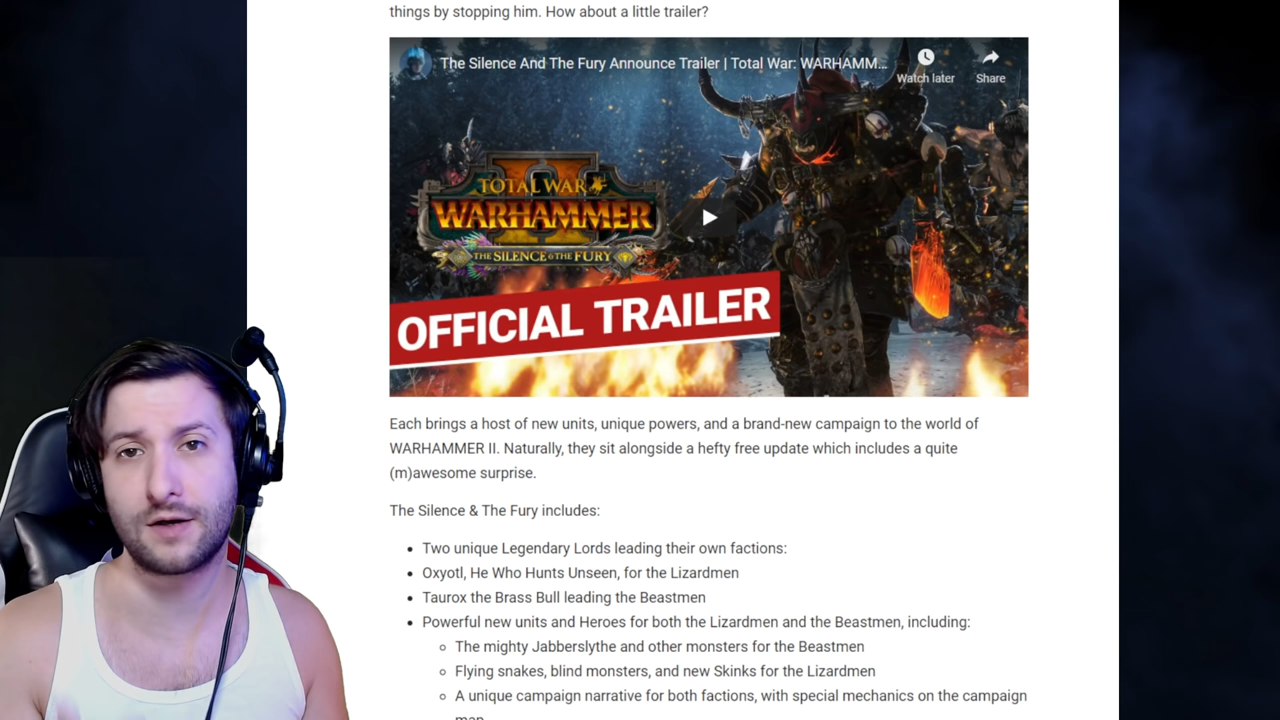 things by stopping him. How about a little trailer?
The Silence And The Fury Announce Trailer | Total War: WARHAMM...
Watch later
Share
TOTAL WAR
WARHAMMER
II
THE SILENCE & THE FURY
OFFICIAL TRAILER
Each brings a host of new units, unique powers, and a brand-new campaign to the world of
WARHAMMER II. Naturally, they sit alongside a hefty free update which includes a quite
(m)awesome surprise.
The Silence & The Fury includes:
• Two unique Legendary Lords leading their own factions:
• Oxyotl, He Who Hunts Unseen, for the Lizardmen
• Taurox the Brass Bull leading the Beastmen
• Powerful new units and Heroes for both the Lizardmen and the Beastmen, including:
○ The mighty Jabberslythe and other monsters for the Beastmen
○ Flying snakes, blind monsters, and new Skinks for the Lizardmen
○ A unique campaign narrative for both factions, with special mechanics on the campaign
map